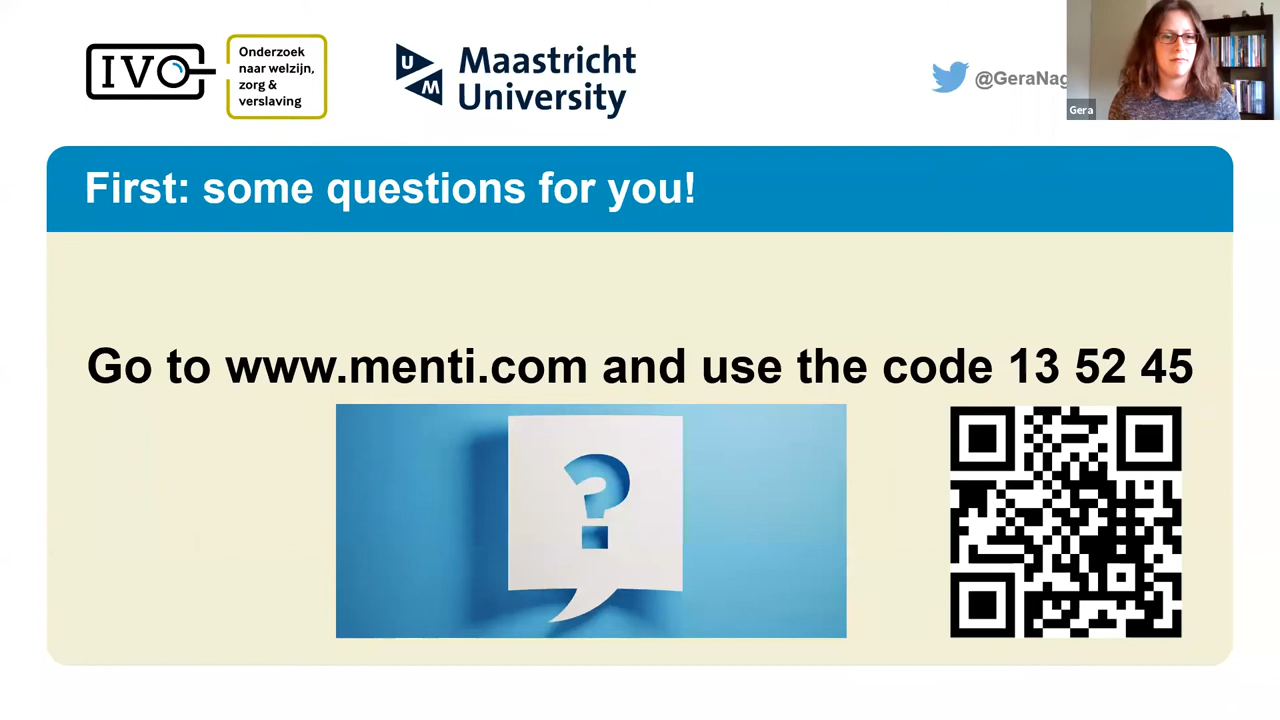 IVO
Onderzoek
naar welzijn,
zorg &
verslaving
UM
Maastricht
University
@GeraNag
Gera
First: some questions for you!
Go to www.menti.com and use the code 13 52 45
?